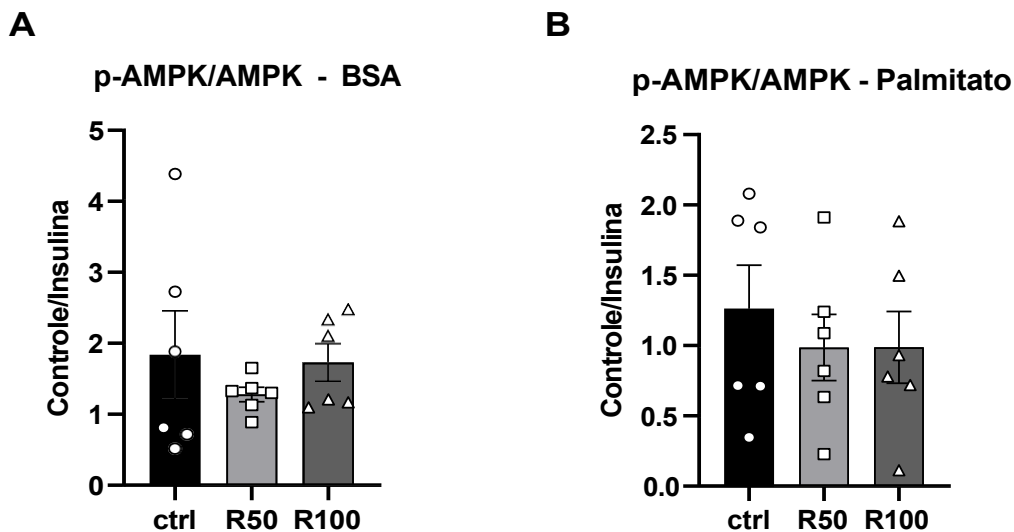 A
p-AMPK/AMPK - BSA
Controle/Insulina
5
4
3
2
1
0
ctrl R50 R100
B
p-AMPK/AMPK - Palmitato
Controle/Insulina
2.5
2.0
1.5
1.0
0.5
0.0
ctrl R50 R100